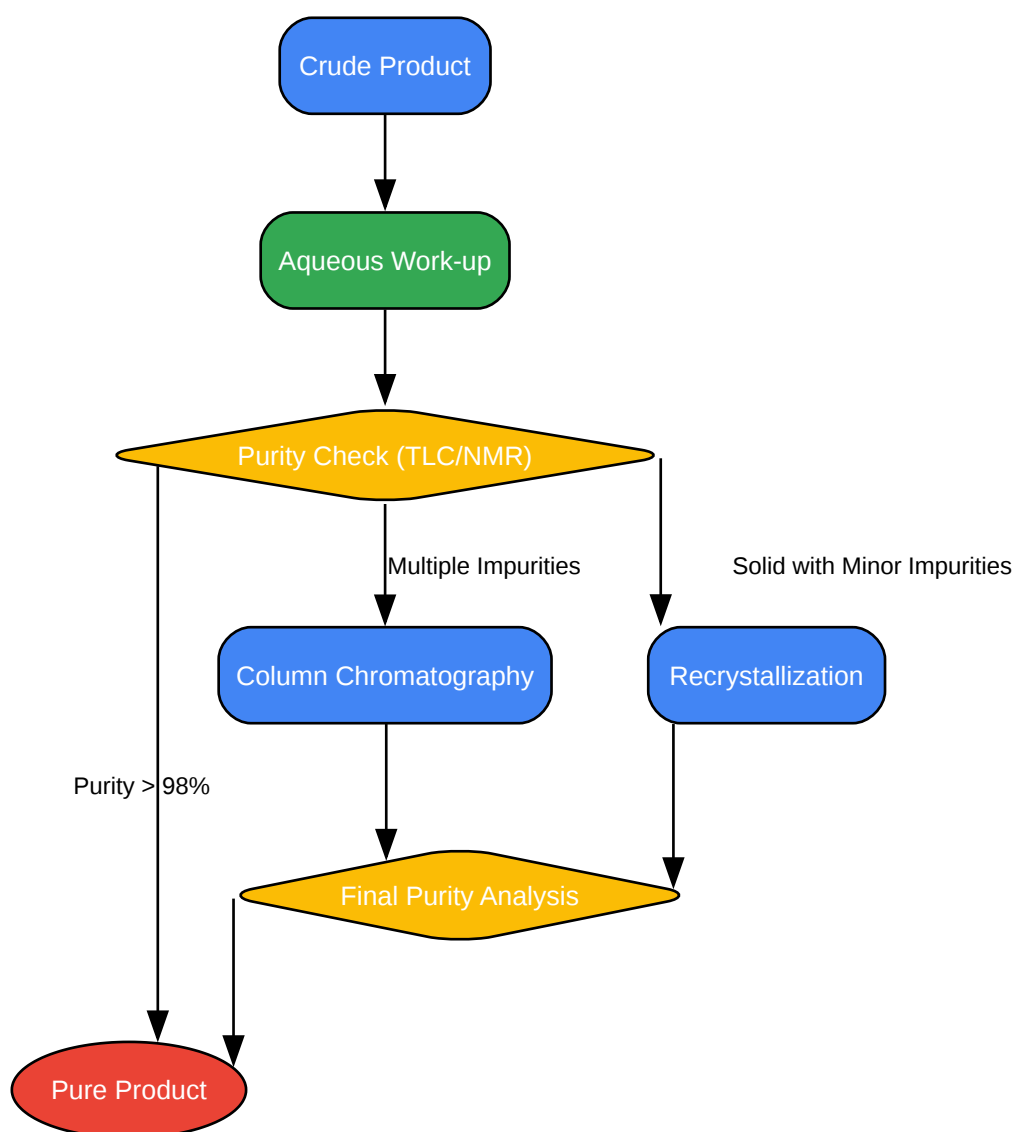 Crude Product
Aqueous Work-up
Purity Check (TLC/NMR)
Multiple Impurities
Solid with Minor Impurities
Column Chromatography
Recrystallization
Purity > 98%
Final Purity Analysis
Pure Product